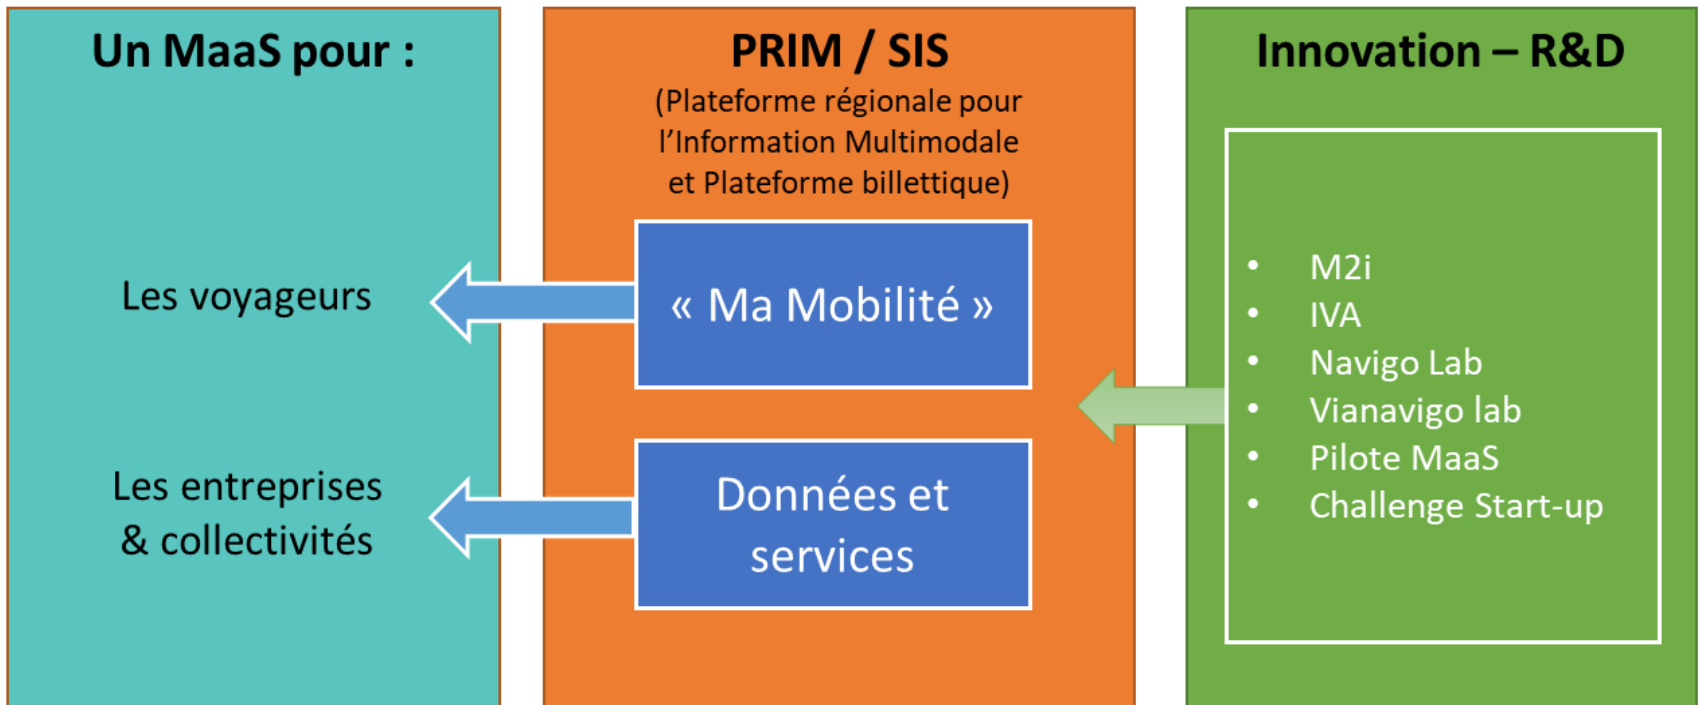 Un MaaS pour :
Les voyageurs
Les entreprises
& collectivités
PRIM / SIS
(Plateforme régionale pour
l’Information Multimodale
et Plateforme billettique)
« Ma Mobilité »
Données et
services
Innovation – R&D
• M2i
• IVA
• Navigo Lab
• Vianavigo lab
• Pilote MaaS
• Challenge Start-up